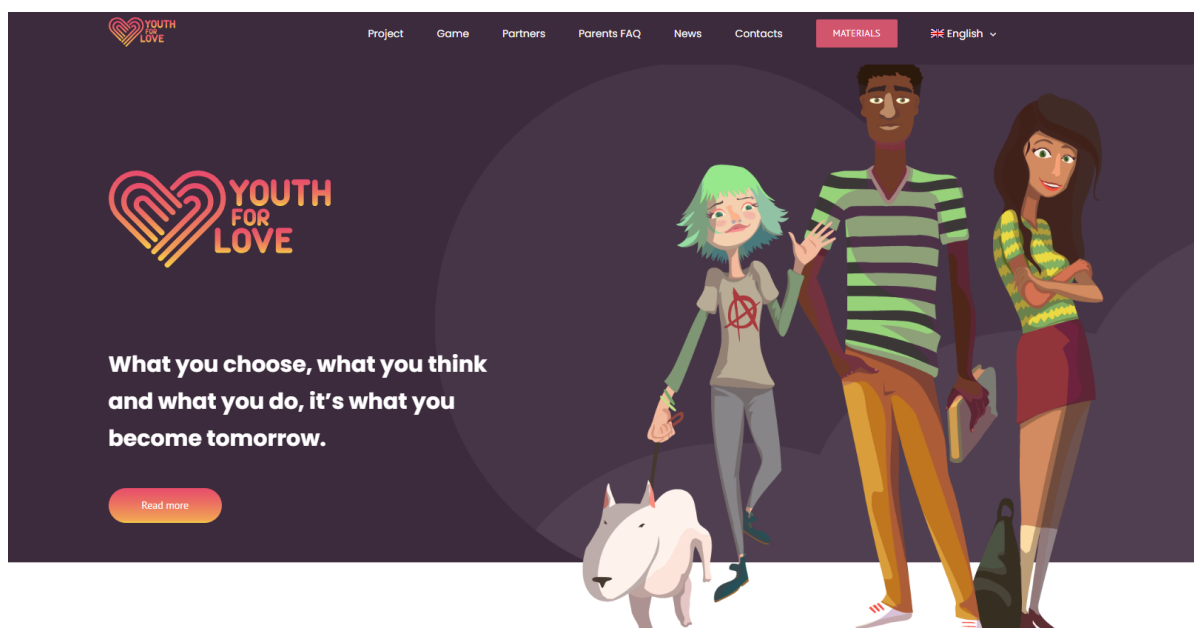 YOUTH
FOR
LOVE
Project Game Partners Parents FAQ News Contacts MATERIALS English
YOUTH
FOR
LOVE
What you choose, what you think
and what you do, it’s what you
become tomorrow.
Read more